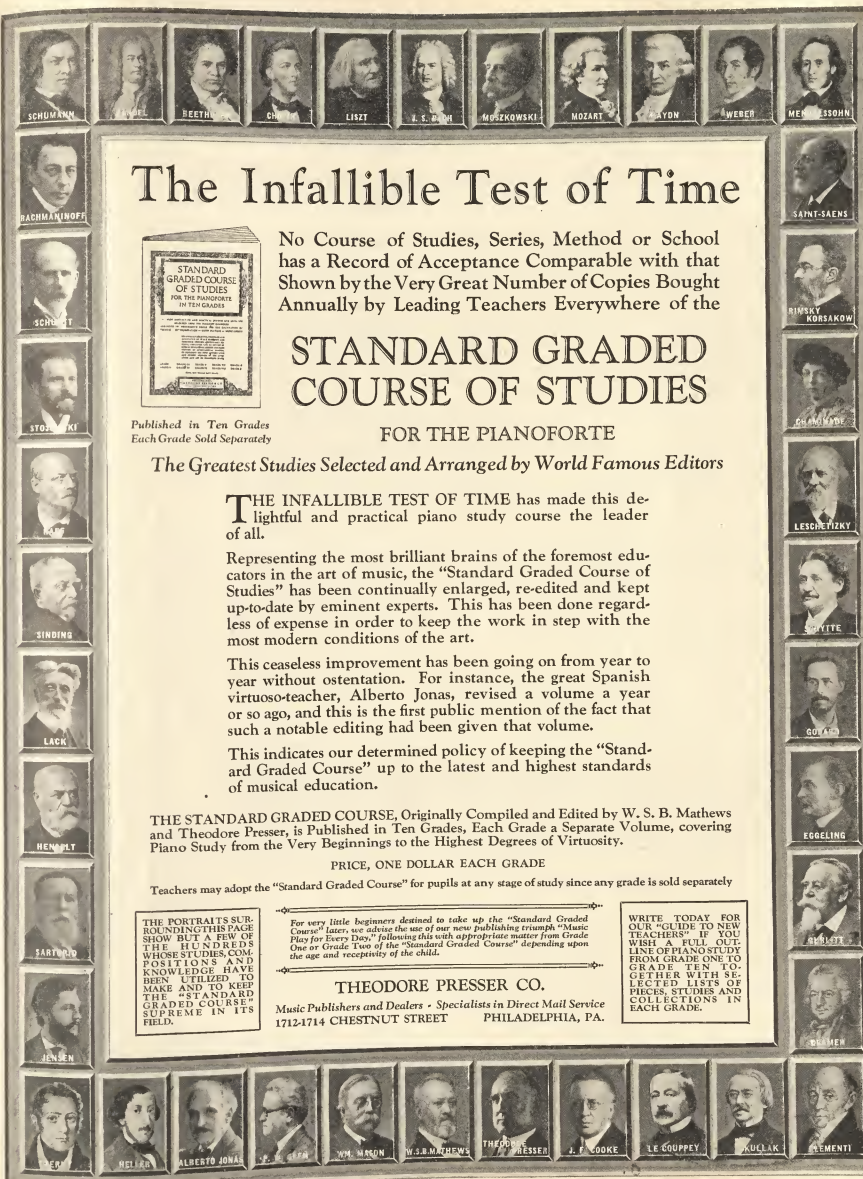 SCHUMANN
LISZT
MOSZKOWSKI
MOZART
WEBER
SAINT-SAENS
RIMSKY
KORSAKOW
LESCHETIZKY
EGGELING
SINDING
LACK
SARTORIO
JENSEN
HELLER
ALBERTO JONAS
WM. MASON
W.S.B.MATHEWS
THEODORE
PRESSER
J. F. COOKE
LE COUPPEY
KULLAK
The Infallible Test of Time
STANDARD
GRADED COURSE
OF STUDIES
FOR THE PIANOFORTE
IN TEN GRADES
Published in Ten Grades
Each Grade Sold Separately
No Course of Studies, Series, Method or School
has a Record of Acceptance Comparable with that
Shown by the Very Great Number of Copies Bought
Annually by Leading Teachers Everywhere of the
STANDARD GRADED
COURSE OF STUDIES
FOR THE PIANOFORTE
The Greatest Studies Selected and Arranged by World Famous Editors
THE INFALLIBLE TEST OF TIME has made this de-
lightful and practical piano study course the leader
of all.
Representing the most brilliant brains of the foremost edu-
cators in the art of music, the “Standard Graded Course of
Studies” has been continually enlarged, re-edited and kept
up-to-date by eminent experts. This has been done regard-
less of expense in order to keep the work in step with the
most modern conditions of the art.
This ceaseless improvement has been going on from year to
year without ostentation. For instance, the great Spanish
virtuoso-teacher, Alberto Jonas, revised a volume a year
or so ago, and this is the first public mention of the fact that
such a notable editing had been given that volume.
This indicates our determined policy of keeping the “Stand-
ard Graded Course” up to the latest and highest standards
of musical education.
THE STANDARD GRADED COURSE, Originally Compiled and Edited by W. S. B. Mathews
and Theodore Presser, is Published in Ten Grades, Each Grade a Separate Volume, covering
Piano Study from the Very Beginnings to the Highest Degrees of Virtuosity.
PRICE, ONE DOLLAR EACH GRADE
Teachers may adopt the “Standard Graded Course” for pupils at any stage of study since any grade is sold separately
THE PORTRAITS SUR-
ROUNDING THIS PAGE
SHOW BUT A FEW OF
THE HUNDREDS
WHOSE STUDIES, COM-
POSITIONS AND
KNOWLEDGE HAVE
BEEN UTILIZED TO
MAKE AND TO KEEP
THE “STANDARD
GRADED COURSE”
SUPREME IN ITS
FIELD.
For very little beginners destined to take up the “Standard Graded
Course” later, we advise the use of our new publishing triumph “Music
Play for Every Day,” following this with appropriate matter from Grade
One or Grade Two of the “Standard Graded Course” depending upon
the age and receptivity of the child.
THEODORE PRESSER CO.
Music Publishers and Dealers - Specialists in Direct Mail Service
1712-1714 CHESTNUT STREET PHILADELPHIA, PA.
WRITE TODAY FOR
OUR “GUIDE TO NEW
TEACHERS” IF YOU
WISH A FULL OUT-
LINE OF PIANO STUDY
FROM GRADE ONE TO
GRADE TEN TO-
GETHER WITH SE-
LECTED LISTS OF
PIECES, STUDIES AND
COLLECTIONS IN
EACH GRADE.